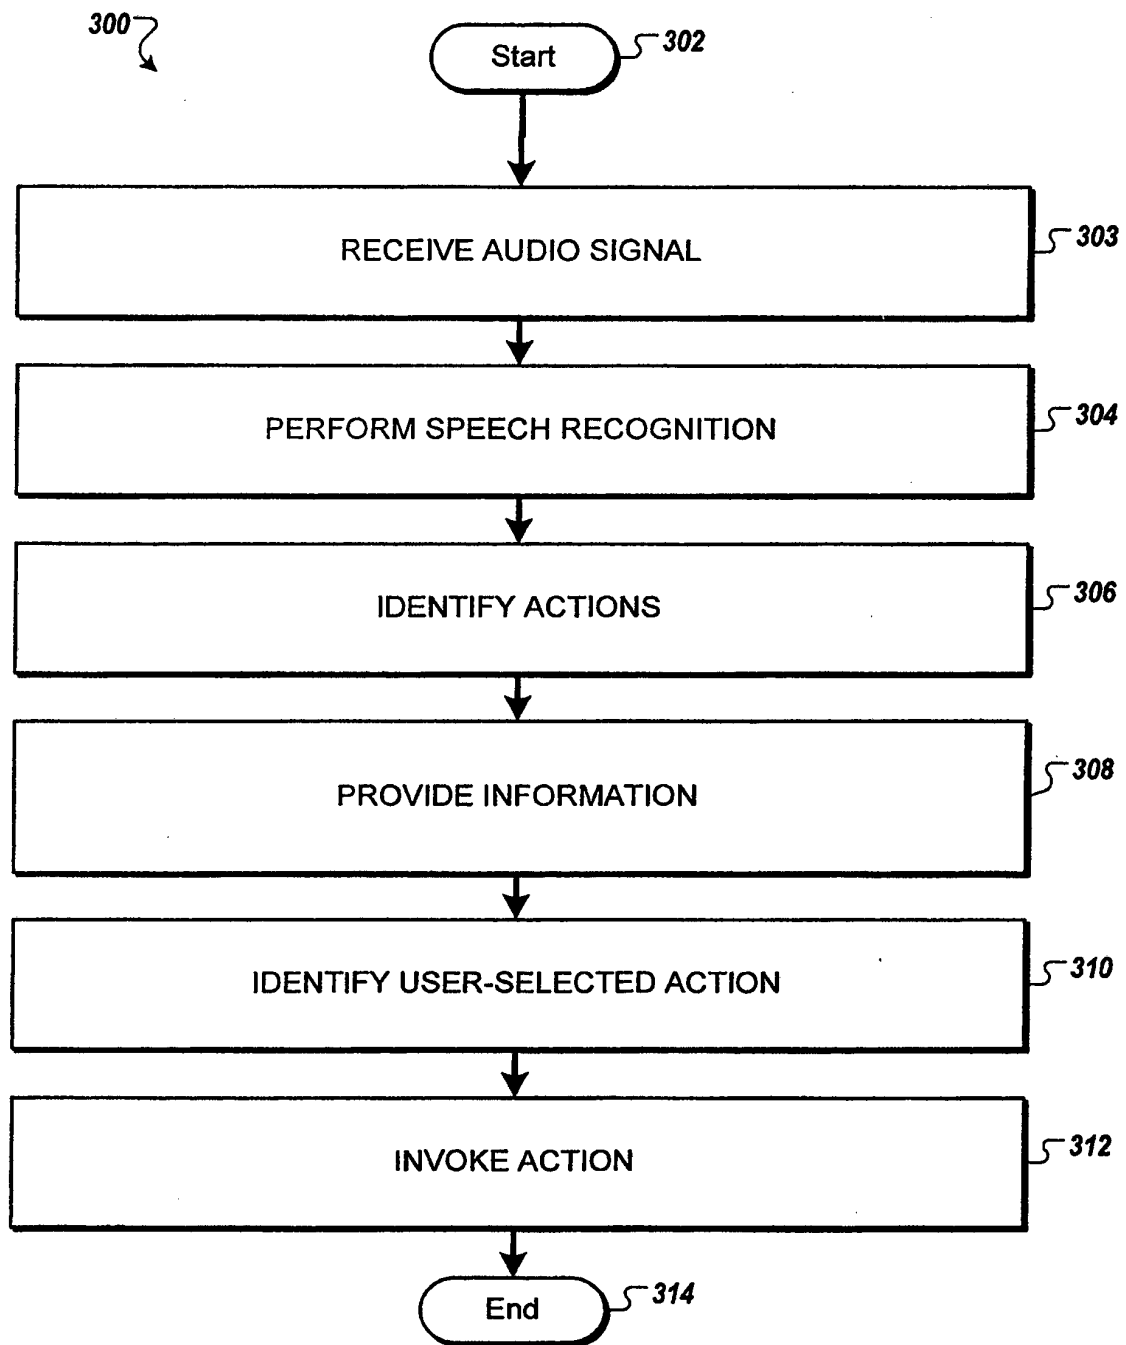 300
Start
302
RECEIVE AUDIO SIGNAL
303
PERFORM SPEECH RECOGNITION
304
IDENTIFY ACTIONS
306
PROVIDE INFORMATION
308
IDENTIFY USER-SELECTED ACTION
310
INVOKE ACTION
312
End
314